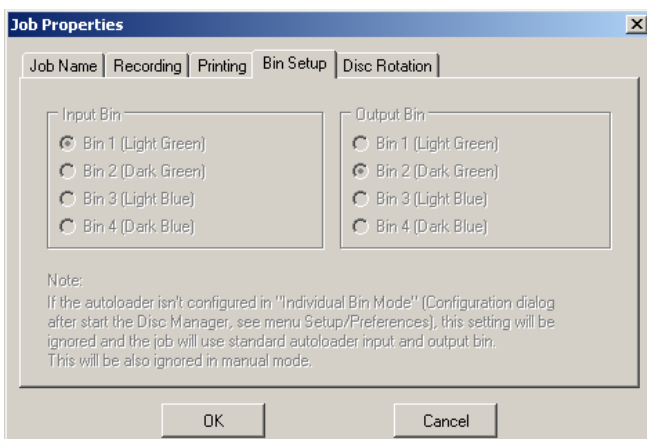 Job Properties
Job Name Recording Printing Bin Setup Disc Rotation
Input Bin
Bin 1 (Light Green)
Bin 2 (Dark Green)
Bin 3 (Light Blue)
Bin 4 (Dark Blue)
Output Bin
Bin 1 (Light Green)
Bin 2 (Dark Green)
Bin 3 (Light Blue)
Bin 4 (Dark Blue)
Note:
If the autoloader isn't configured in "Individual Bin Mode" (Configuration dialog
after start the Disc Manager, see menu Setup/Preferences), this setting will be
ignored and the job will use standard autoloader input and output bin.
This will be also ignored in manual mode.
OK Cancel